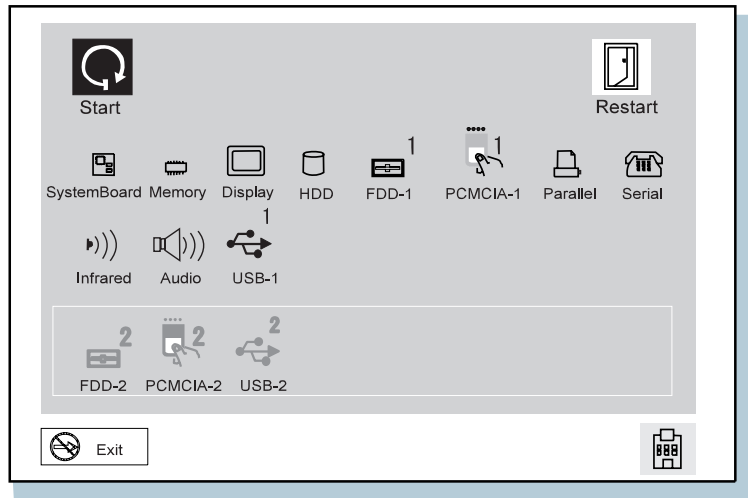 Start Restart
1 1
SystemBoard Memory Display HDD FDD-1 PCMCIA-1 Parallel Serial
1
Infrared Audio USB-1
2 2 2
FDD-2 PCMCIA-2 USB-2
Exit